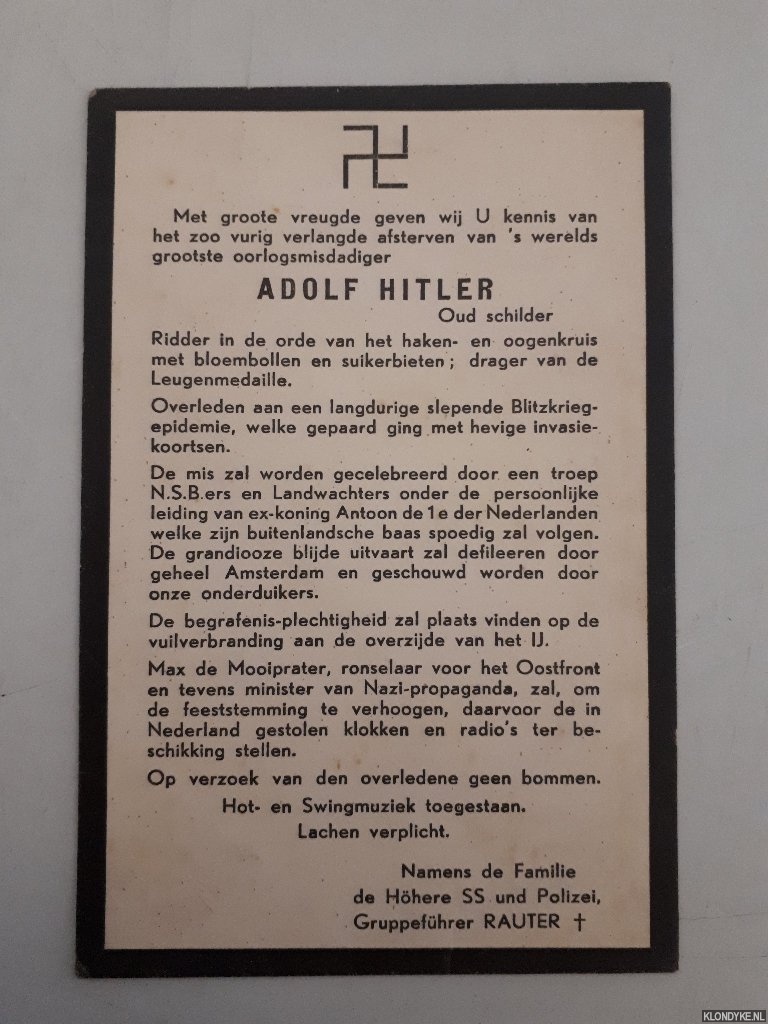 Met groote vreugde geven wij U kennis van
het zoo vurig verlangde afsterven van 's werelds
grootste oorlogsmisdadiger
ADOLF HITLER
Oud schilder
Ridder in de orde van het haken- en oogenkruis
met bloembollen en suikerbieten; drager van de
Leugenmedaille.
Overleden aan een langdurige slepende Blitzkrieg-
epidemie, welke gepaard ging met hevige invasie-
koortsen.
De mis zal worden gecelebreerd door een troep
N.S.B.ers en Landwachters onder de persoonlijke
leiding van ex-koning Antoon de 1e der Nederlanden
welke zijn buitenlandsche baas spoedig zal volgen.
De grandiooze blijde uitvaart zal defileeren door
geheel Amsterdam en geschouwd worden door
onze onderduikers.
De begrafenis-plechtigheid zal plaats vinden op de
vuilverbranding aan de overzijde van het IJ.
Max de Mooiprater, ronselaar voor het Oostfront
en tevens minister van Nazi-propaganda, zal, om
de feeststemming te verhoogen, daarvoor de in
Nederland gestolen klokken en radio's ter be-
schikking stellen.
Op verzoek van den overledene geen bommen.
Hot- en Swingmuziek toegestaan.
Lachen verplicht.
Namens de Familie
de Höhere SS und Polizei,
Gruppeführer RAUTER †
KLONDYKE.NL